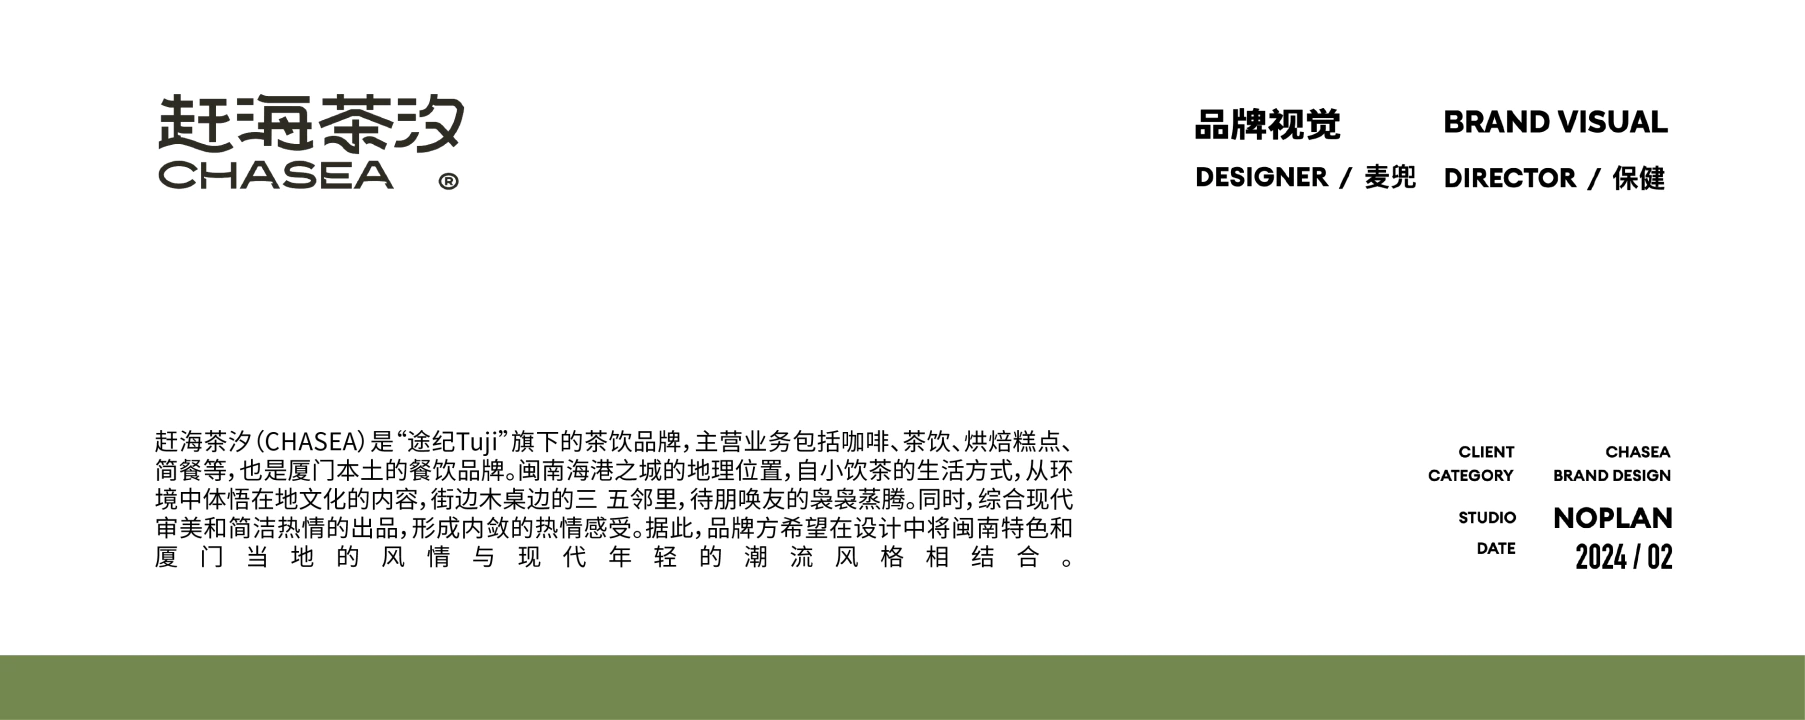 赶海茶汐
CHASEA ®
品牌视觉 BRAND VISUAL
DESIGNER / 麦兜 DIRECTOR / 保健
赶海茶汐（CHASEA）是“途纪Tuji”旗下的茶饮品牌，主营业务包括咖啡、茶饮、烘焙糕点、
简餐等，也是厦门本土的餐饮品牌。闽南海港之城的地理位置，自小饮茶的生活方式，从环
境中体悟在地文化的内容，街边木桌边的三 五邻里，待朋唤友的袅袅蒸腾。同时，综合现代
审美和简洁热情的出品，形成内敛的热情感受。据此，品牌方希望在设计中将闽南特色和
厦门当地的风情与现代年轻的潮流风格相结合。
CLIENT CHASEA
CATEGORY BRAND DESIGN
STUDIO NOPLAN
DATE 2024 / 02